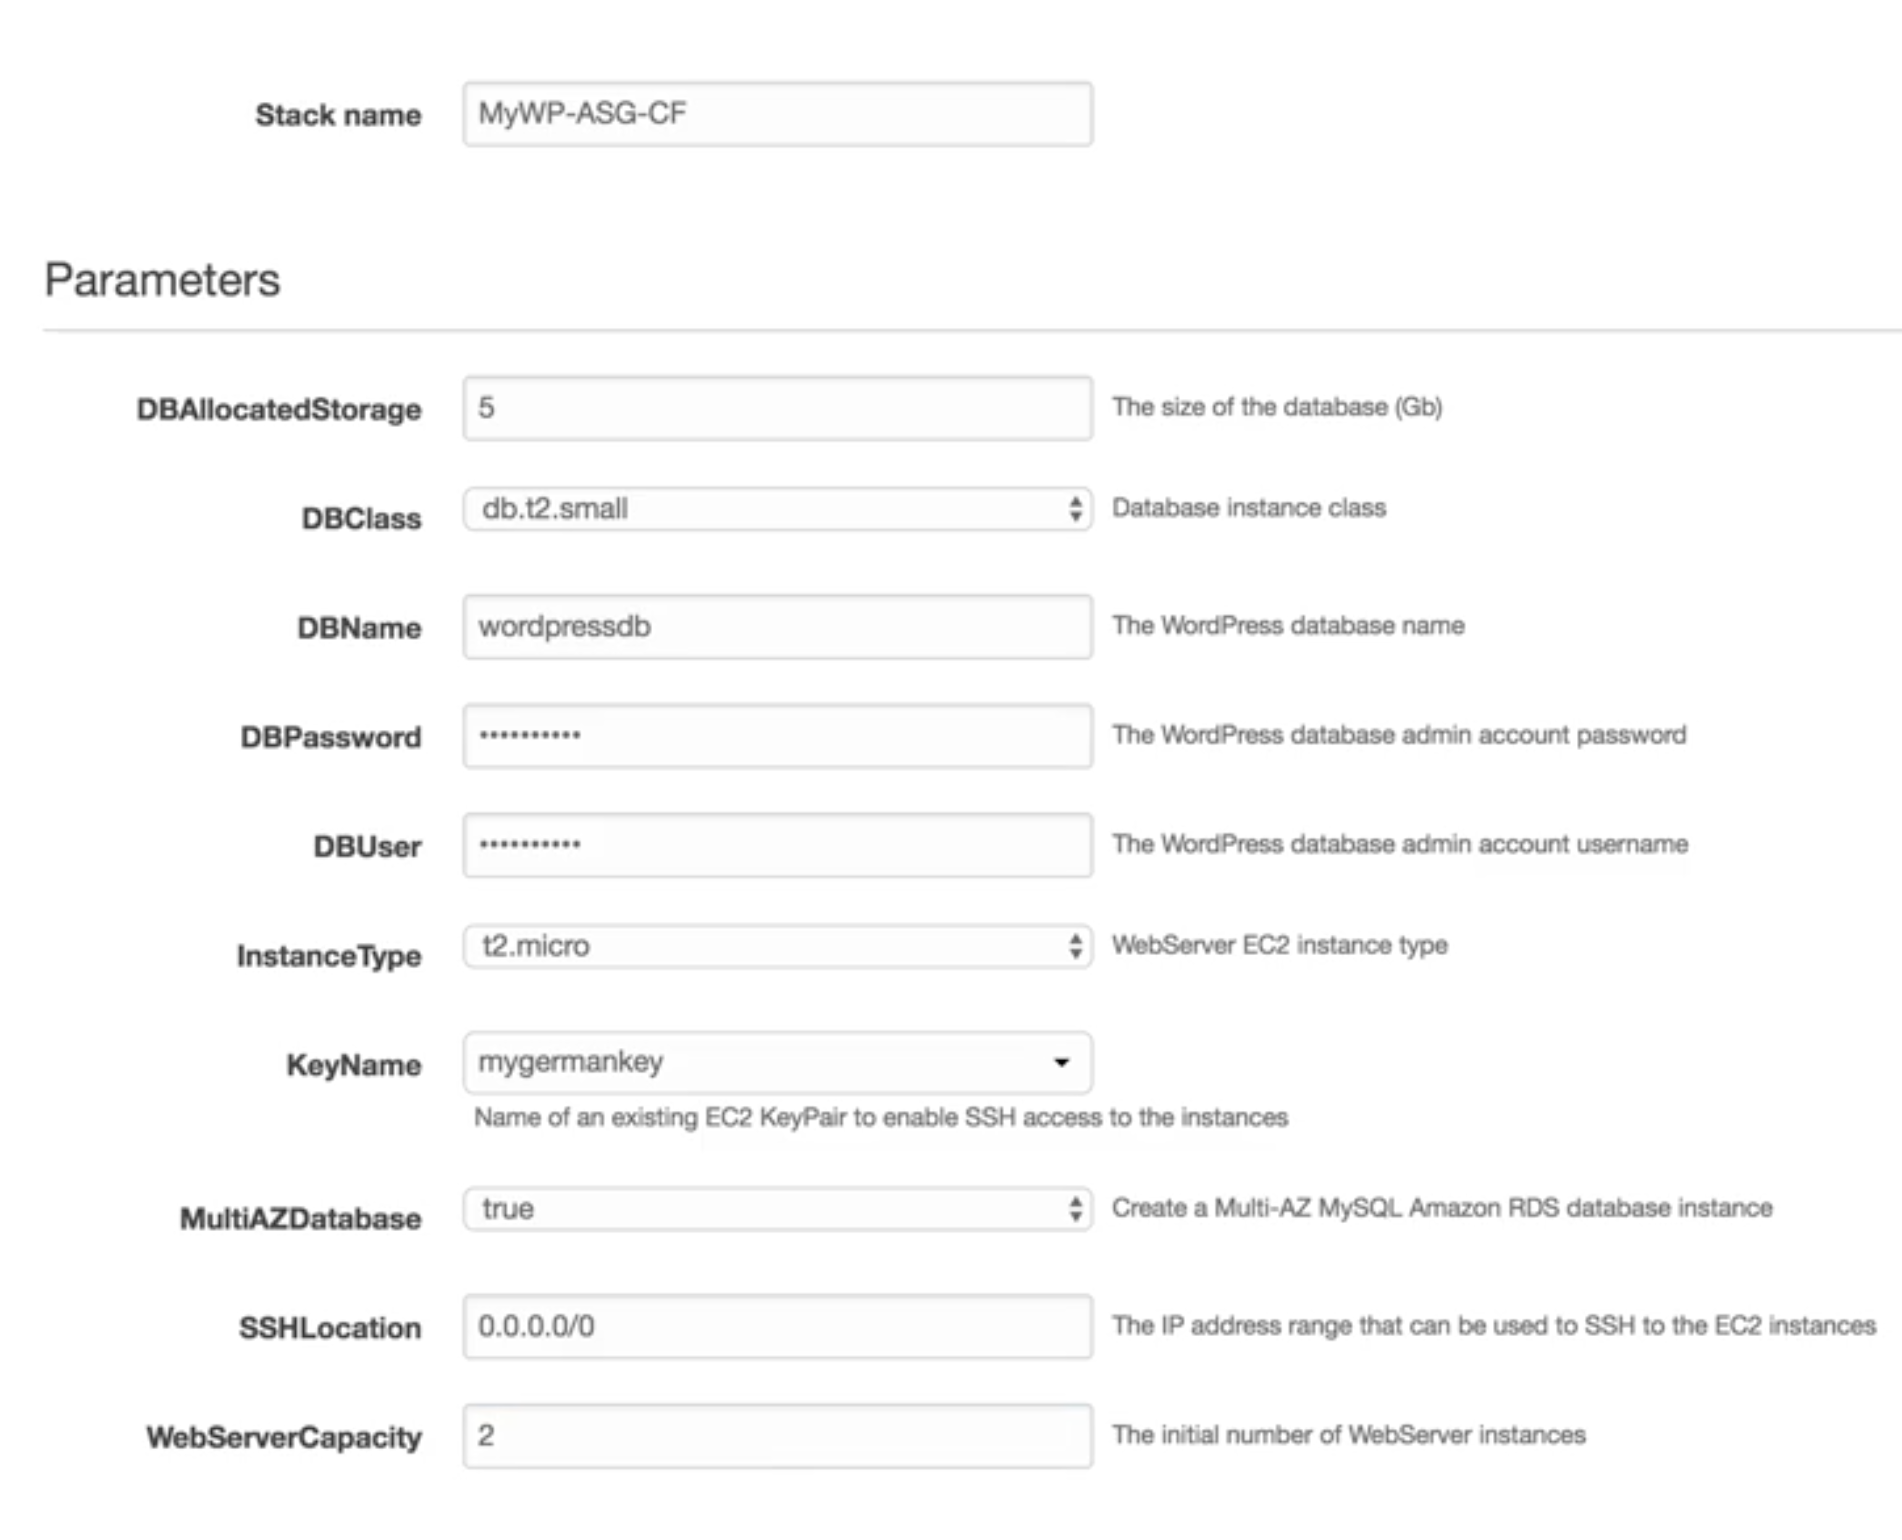 Stack name MyWP-ASG-CF
Parameters
DBAllocatedStorage 5 The size of the database (Gb)
DBClass db.t2.small Database instance class
DBName wordpressdb The WordPress database name
DBPassword •••••••••• The WordPress database admin account password
DBUser •••••••••• The WordPress database admin account username
InstanceType t2.micro WebServer EC2 instance type
KeyName mygermankey
Name of an existing EC2 KeyPair to enable SSH access to the instances
MultiAZDatabase true Create a Multi-AZ MySQL Amazon RDS database instance
SSHLocation 0.0.0.0/0 The IP address range that can be used to SSH to the EC2 instances
WebServerCapacity 2 The initial number of WebServer instances